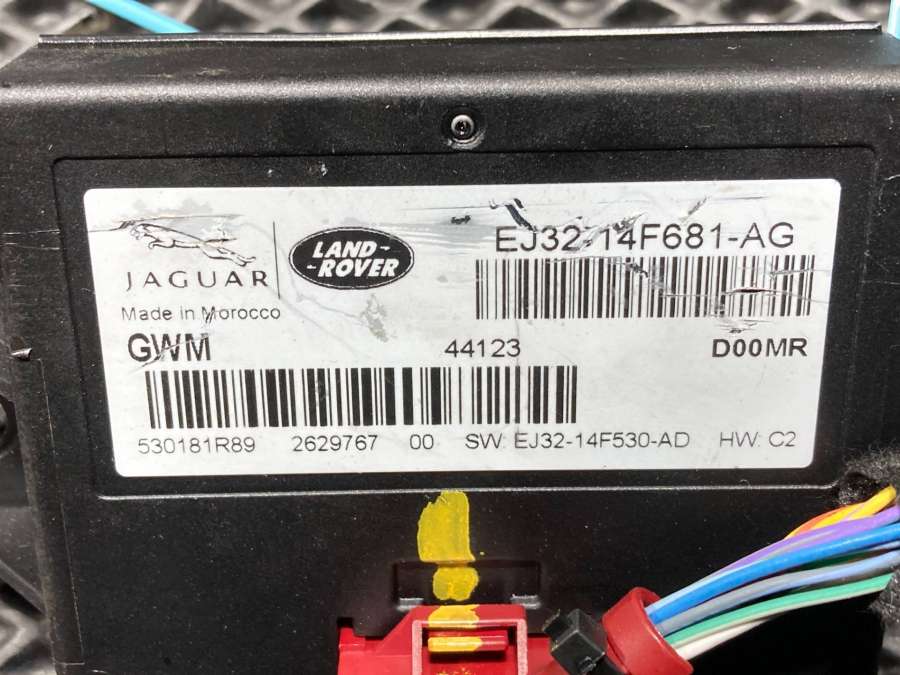 JAGUAR
LAND-
-ROVER
EJ32-14F681-AG
Made in Morocco
GWM 44123 D00MR
530181R89 2629767 00 SW: EJ32-14F530-AD HW: C2